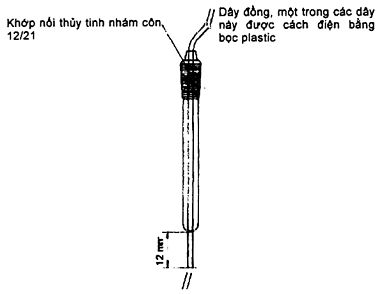 Khớp nối thủy tinh nhám côn
12/21
Dây đồng, một trong các dây
này được cách điện bằng
bọc plastic
12 mm